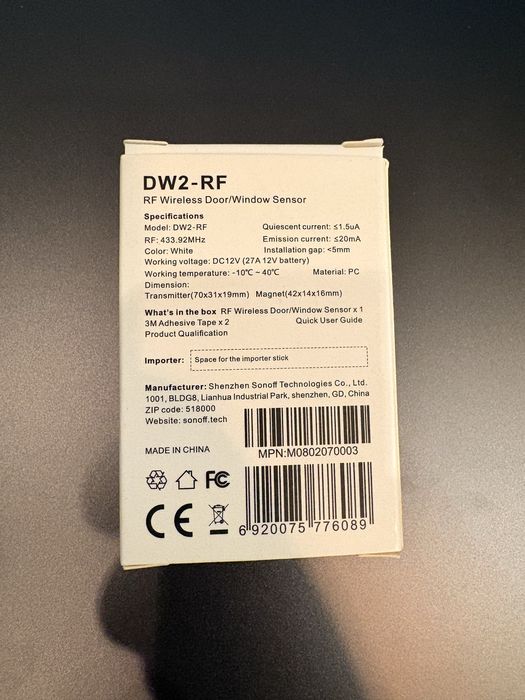 DW2-RF
RF Wireless Door/Window Sensor
Specifications
Model: DW2-RF Quiescent current: ≤1.5uA
RF: 433.92MHz Emission current: ≤20mA
Color: White Installation gap: <5mm
Working voltage: DC12V (27A 12V battery)
Working temperature: -10℃ ~ 40℃ Material: PC
Dimension:
Transmitter(70x31x19mm) Magnet(42x14x16mm)
What's in the box RF Wireless Door/Window Sensor x 1
3M Adhesive Tape x 2 Quick User Guide
Product Qualification
Importer: Space for the importer stick
Manufacturer: Shenzhen Sonoff Technologies Co., Ltd.
1001, BLDG8, Lianhua Industrial Park, shenzhen, GD, China
ZIP code: 518000
Website: sonoff.tech
MPN:M0802070003
MADE IN CHINA
FC
CE
6 920075 776089